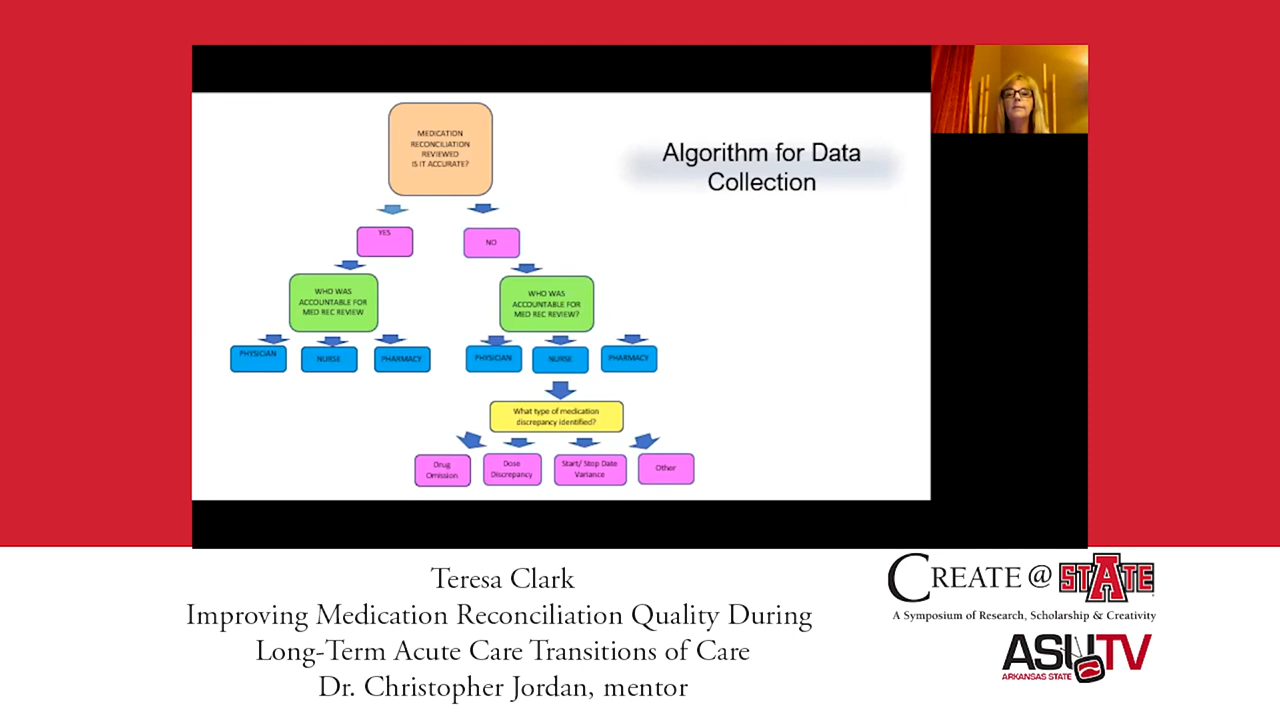 Algorithm for Data
Collection
MEDICATION
RECONCILIATION
REVIEWED
IS IT ACCURATE?
YES
NO
WHO WAS
ACCOUNTABLE FOR
MED REC REVIEW
WHO WAS
ACCOUNTABLE FOR
MED REC REVIEW?
PHYSICIAN
NURSE
PHARMACY
PHYSICIAN
NURSE
PHARMACY
What type of medication
discrepancy identified?
Drug
Omission
Dose
Discrepancy
Start/ Stop Date
Variance
Other
Teresa Clark
Improving Medication Reconciliation Quality During
Long-Term Acute Care Transitions of Care
Dr. Christopher Jordan, mentor
CREATE @ STATE
A Symposium of Research, Scholarship & Creativity
ASUTV
ARKANSAS STATE